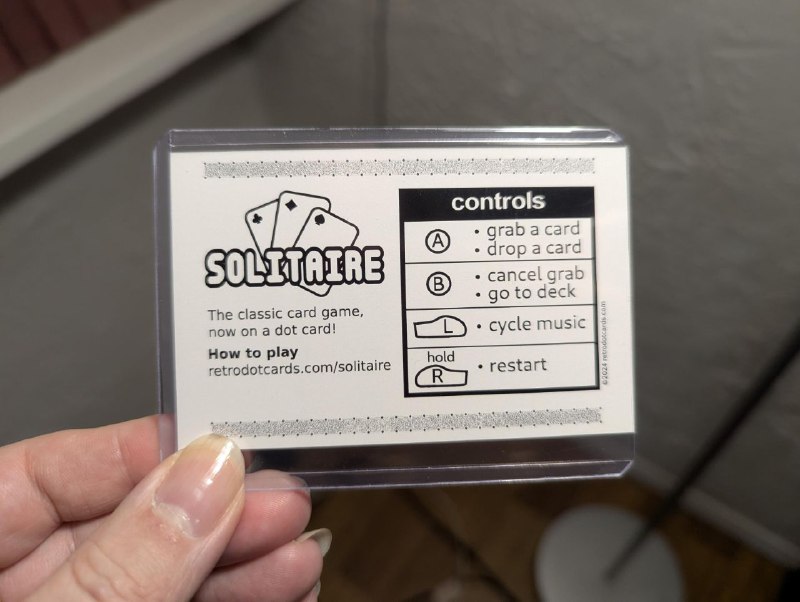 SOLITAIRE
The classic card game,
now on a dot card!
How to play
retrodotcards.com/solitaire
controls
A
• grab a card
• drop a card
B
• cancel grab
• go to deck
L
• cycle music
hold
R
• restart
©2024 retrodotcards.com